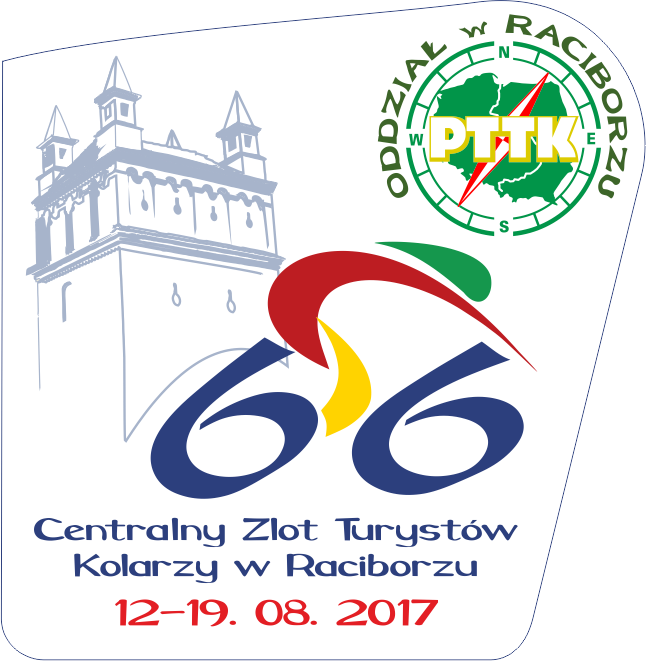 ODDZIAŁ w RACIBORZU
N
W
PTTK
E
S
66
Centralny Zlot Turystów
Kolarzy w Raciborzu
12-19. 08. 2017